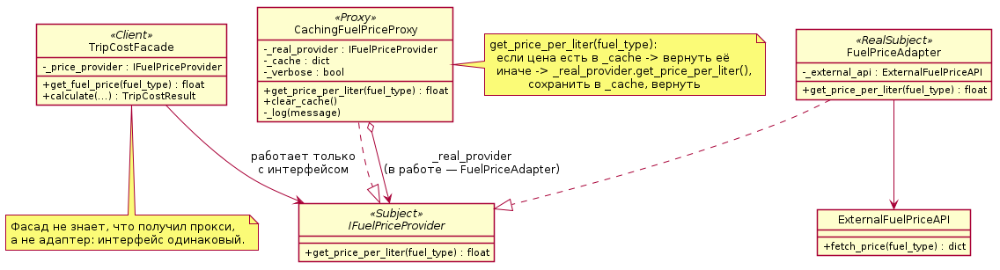 «Client»
TripCostFacade
-_price_provider : IFuelPriceProvider
+get_fuel_price(fuel_type) : float
+calculate(...) : TripCostResult
«Proxy»
CachingFuelPriceProxy
-_real_provider : IFuelPriceProvider
-_cache : dict
-_verbose : bool
+get_price_per_liter(fuel_type) : float
+clear_cache()
-_log(message)
get_price_per_liter(fuel_type):
если цена есть в _cache -> вернуть её
иначе -> _real_provider.get_price_per_liter(),
сохранить в _cache, вернуть
«RealSubject»
FuelPriceAdapter
-_external_api : ExternalFuelPriceAPI
+get_price_per_liter(fuel_type) : float
работает только
с интерфейсом
_real_provider
(в работе — FuelPriceAdapter)
Фасад не знает, что получил прокси,
а не адаптер: интерфейс одинаковый.
«Subject»
IFuelPriceProvider
+get_price_per_liter(fuel_type) : float
ExternalFuelPriceAPI
+fetch_price(fuel_type) : dict